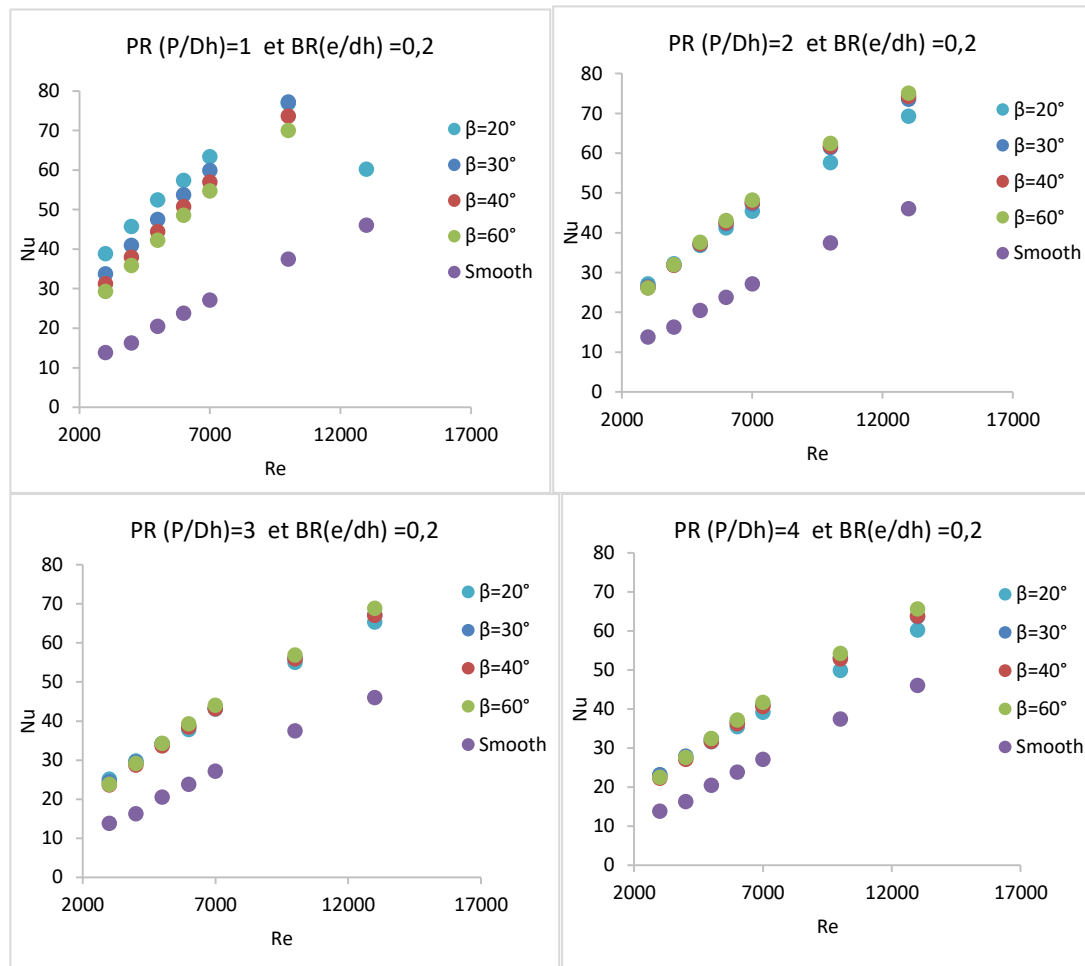 PR (P/Dh)=1 et BR(e/dh) =0,2
100
90
80
70
60
50
40
30
20
10
0
Nu
2000 7000 12000 17000
Re
β=20°
β=30°
β=40°
β=60°
Smooth
PR (P/Dh)=2 et BR(e/dh) =0,2
80
70
60
50
40
30
20
10
0
Nu
2000 7000 12000 17000
Re
β=20°
β=30°
β=40°
β=60°
Smooth
PR (P/Dh)=3 et BR(e/dh) =0,2
80
70
60
50
40
30
20
10
0
Nu
2000 7000 12000 17000
Re
β=20°
β=30°
β=40°
β=60°
Smooth
PR (P/Dh)=4 et BR(e/dh) =0,2
80
70
60
50
40
30
20
10
0
Nu
2000 7000 12000 17000
Re
β=20°
β=30°
β=40°
β=60°
Smooth